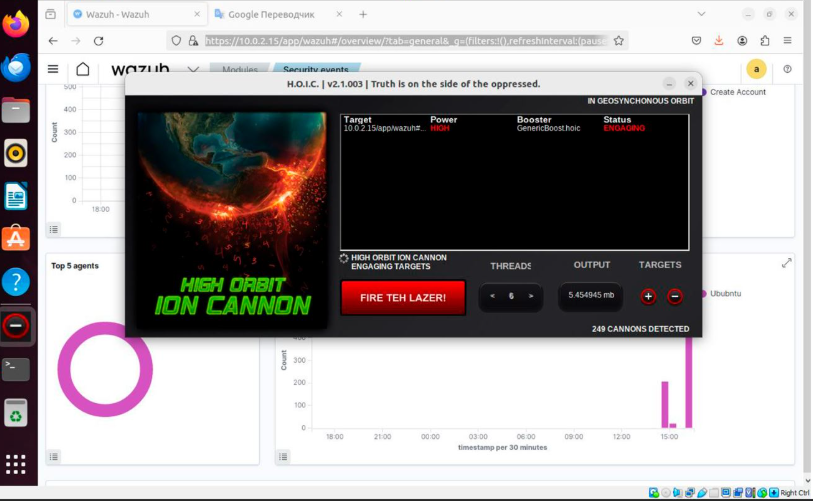 Wazuh - Wazuh
Google Переводчик
https://10.0.2.15/app/wazuh#/overview/?tab=general&_g=(filters:!(),refreshInterval:(pause
wazuh
Modules
Security events
a
H.O.I.C. | v2.1.003 | Truth is on the side of the oppressed.
IN GEOSYNCHONOUS ORBIT
Create Account
Target Power Booster Status
10.0.2.15/app/wazuh#... HIGH GenericBoost.hoic ENGAGING
500
400
300
200
100
0
Count
18:00
HIGH ORBIT
ION CANNON
HIGH ORBIT ION CANNON
ENGAGING TARGETS
THREADS
OUTPUT
TARGETS
FIRE TEH LAZER!
< 6 >
5.454945 mb
249 CANNONS DETECTED
Top 5 agents
Ububntu
400
300
200
100
0
Count
18:00 21:00 00:00 03:00 06:00 09:00 12:00 15:00
timestamp per 30 minutes
Right Ctrl